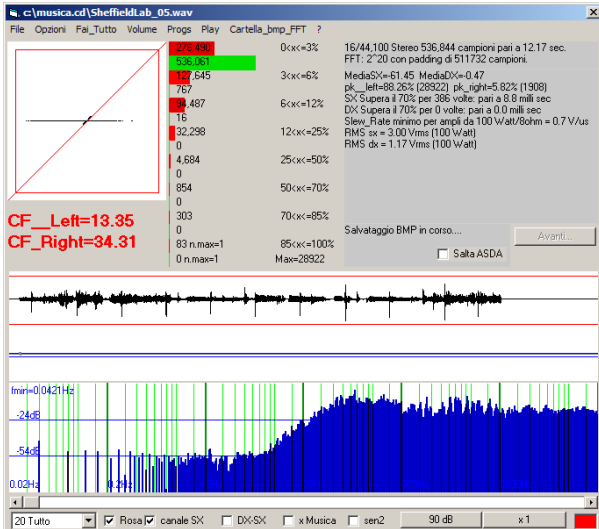 c:\musica.cd\SheffieldLab_05.wav
File Opzioni Fai_Tutto Volume Progs Play Cartella_bmp_FFT ?
278,490 0<x<=3%
536,061
127,645 3<x<=6%
767
94,487 6<x<=12%
16
32,298 12<x<=25%
0
4,684 25<x<=50%
0
854 50<x<=70%
0
303 70<x<=85%
0
83 n.max=1 85<x<=100%
0 n.max=1 Max=28922
CF__Left=13.35
CF_Right=34.31
16/44,100 Stereo 536,844 campioni pari a 12.17 sec.
FFT: 2^20 con padding di 511732 campioni.
MediaSX=-61.45 MediaDX=-0.47
pk__left=88.26% (28922) pk_right=5.82% (1908)
SX Supera il 70% per 386 volte: pari a 8.8 milli sec
DX Supera il 70% per 0 volte: pari a 0.0 milli sec
Slew_Rate minimo per ampli da 100 Watt/8ohm = 0.7 V/us
RMS sx = 3.00 Vrms (100 Watt)
RMS dx = 1.17 Vrms (100 Watt)
Salvataggio BMP in corso....
Avanti...
Salta ASDA
fmin=0.0421Hz
-24dB
-54dB
0.02Hz 0.2Hz
20 Tutto Rosa canale SX DX-SX x Musica sen2 90 dB x 1